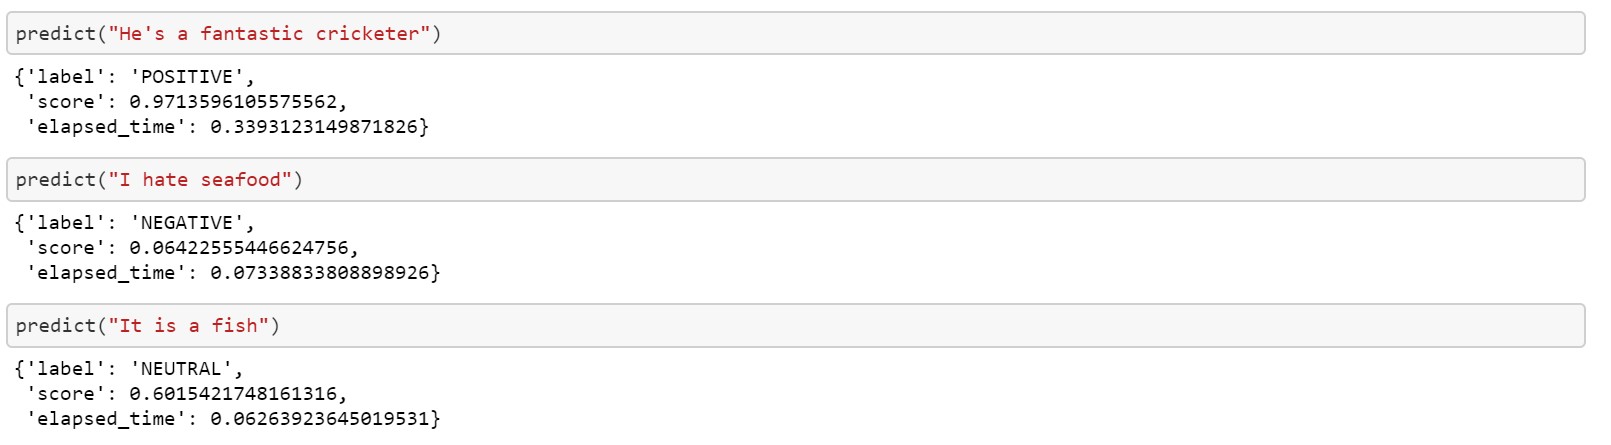 predict("He's a fantastic cricketer")
{'label': 'POSITIVE',
'score': 0.9713596105575562,
'elapsed_time': 0.3393123149871826}
predict("I hate seafood")
{'label': 'NEGATIVE',
'score': 0.06422555446624756,
'elapsed_time': 0.07338833808898926}
predict("It is a fish")
{'label': 'NEUTRAL',
'score': 0.6015421748161316,
'elapsed_time': 0.06263923645019531}